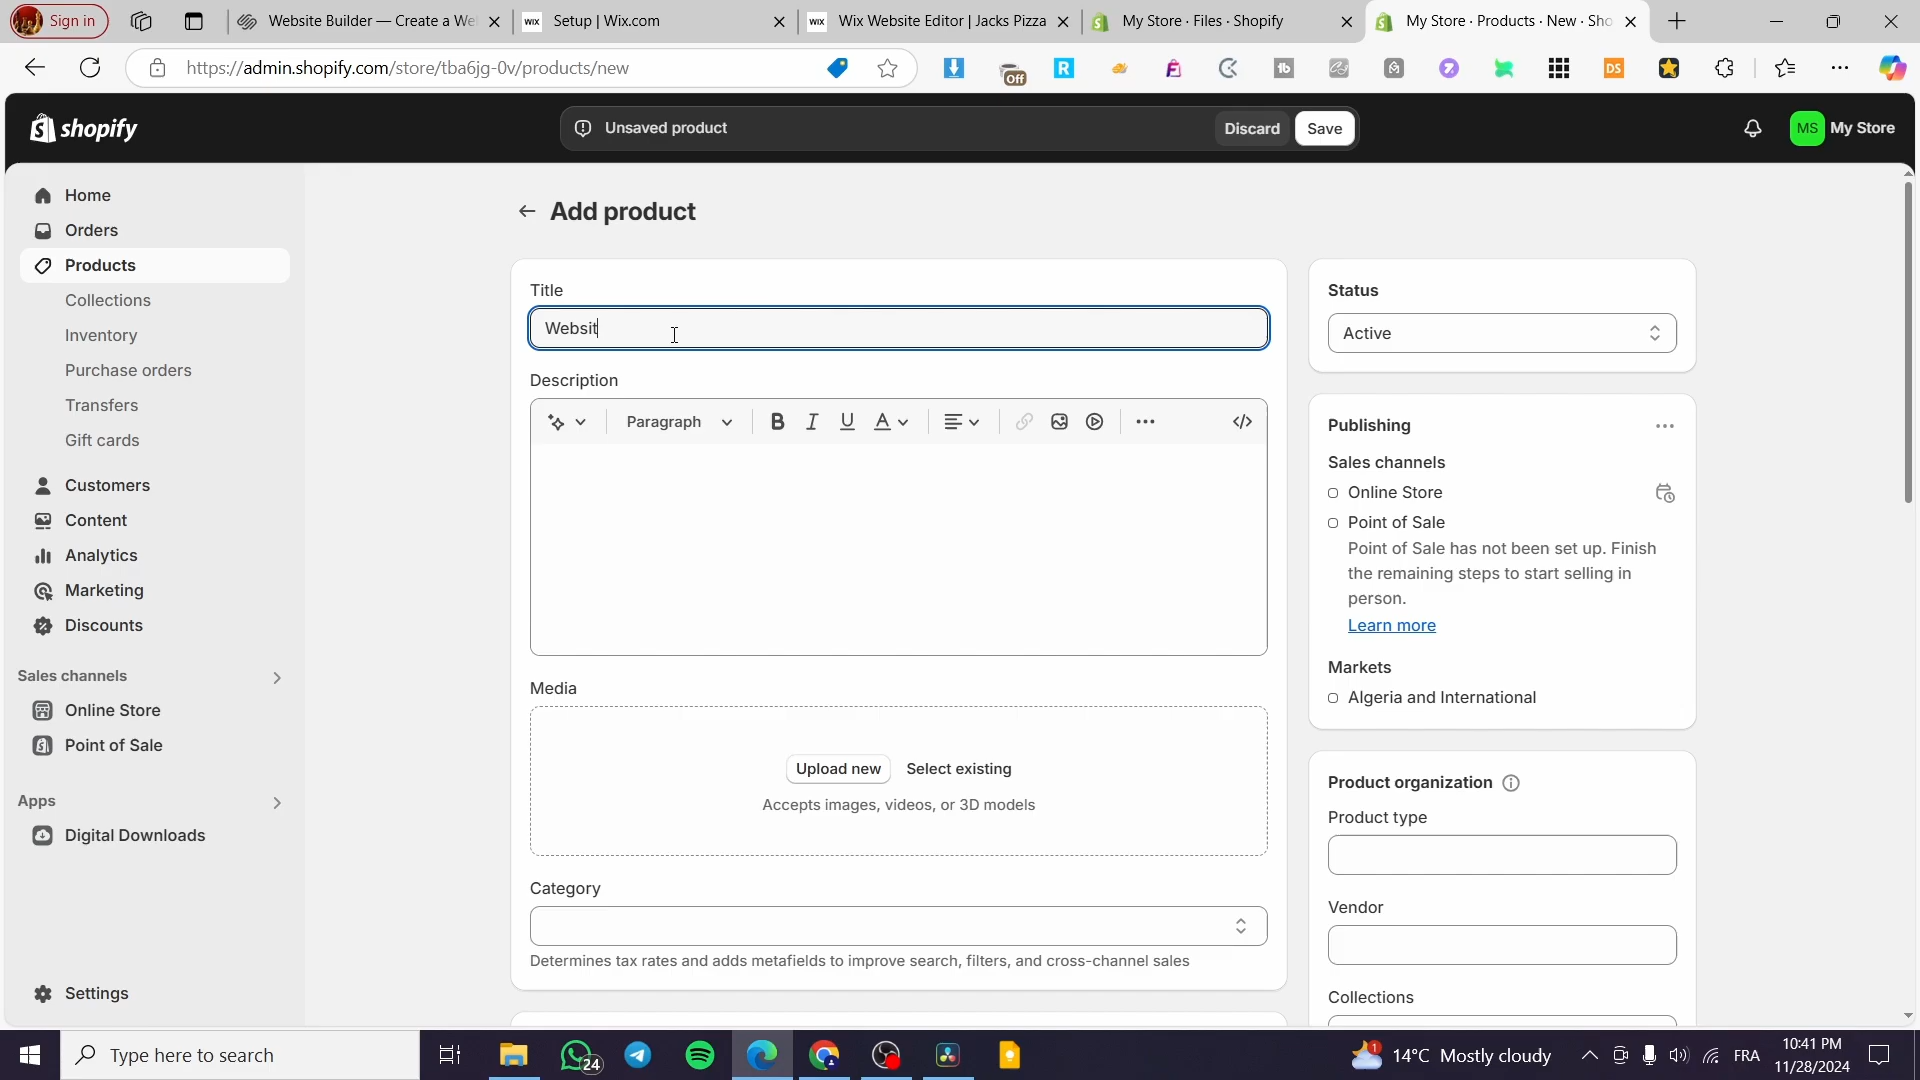 Sign in
Website Builder — Create a We
Setup | Wix.com
Wix Website Editor | Jacks Pizza
My Store · Files · Shopify
My Store · Products · New · Sho
https://admin.shopify.com/store/tba6jg-0v/products/new
Off
shopify
Unsaved product
Discard
Save
MS
My Store
Home
Orders
Products
Collections
Inventory
Purchase orders
Transfers
Gift cards
Customers
Content
Analytics
Marketing
Discounts
Sales channels
Online Store
Point of Sale
Apps
Digital Downloads
Settings
Add product
Title
Websit
Description
Paragraph
Media
Upload new
Select existing
Accepts images, videos, or 3D models
Category
Determines tax rates and adds metafields to improve search, filters, and cross-channel sales
Status
Active
Publishing
Sales channels
Online Store
Point of Sale
Point of Sale has not been set up. Finish
the remaining steps to start selling in
person.
Learn more
Markets
Algeria and International
Product organization
Product type
Vendor
Collections
Type here to search
24
1
14°C Mostly cloudy
FRA
10:41 PM
11/28/2024